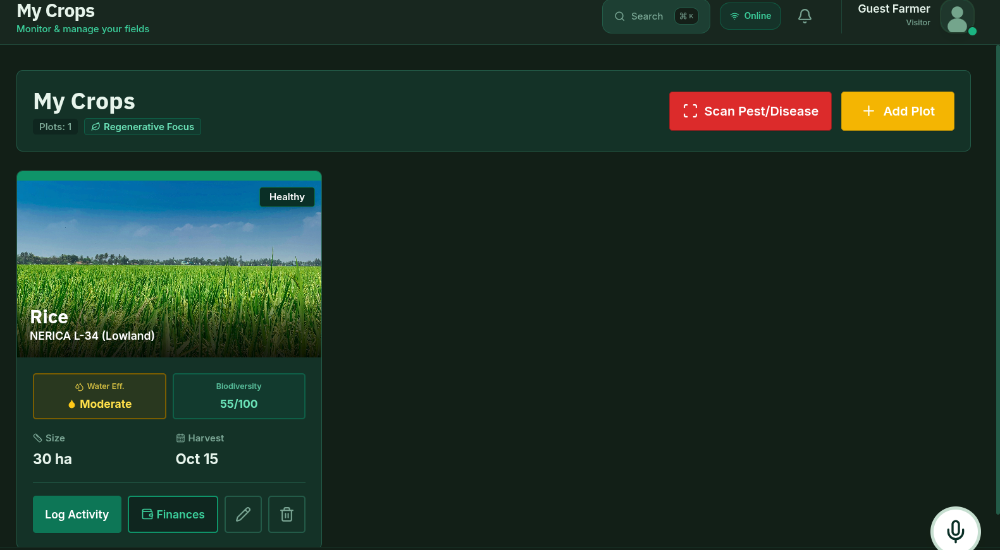 My Crops
Monitor & manage your fields
Search ⌘ K
Online
Guest Farmer
Visitor
My Crops
Plots: 1
Regenerative Focus
Scan Pest/Disease
Add Plot
Healthy
Rice
NERICA L-34 (Lowland)
Water Eff.
Moderate
Biodiversity
55/100
Size
30 ha
Harvest
Oct 15
Log Activity
Finances